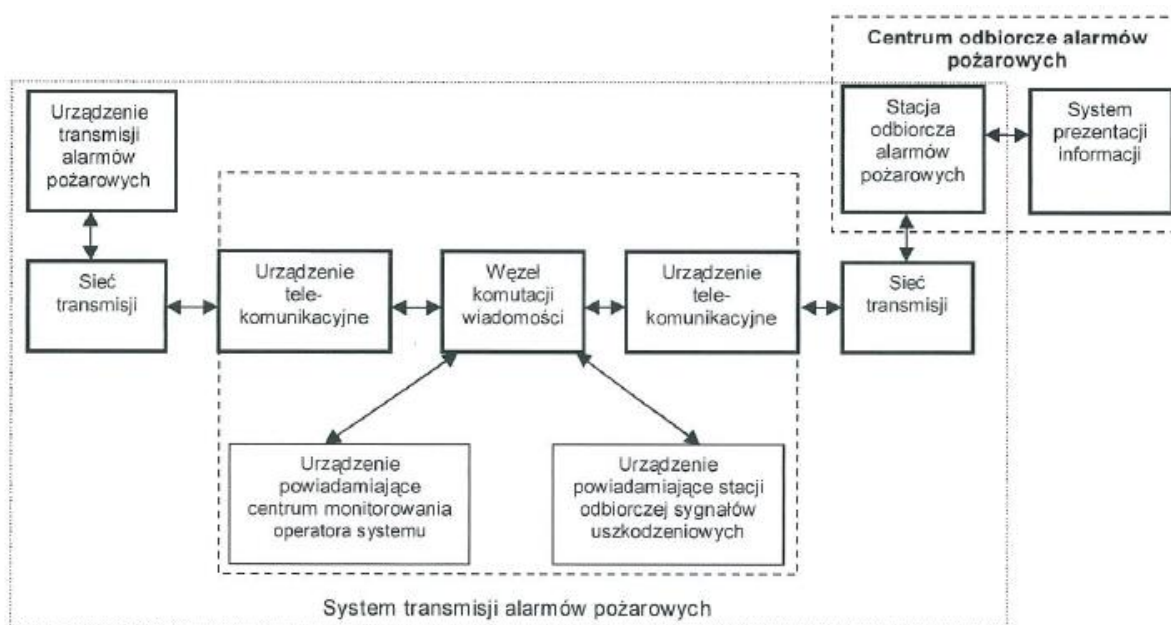 Centrum odbiorcze alarmów
pożarowych
Urządzenie
transmisji
alarmów
pożarowych
Stacja
odbiorcza
alarmów
pożarowych
System
prezentacji
informacji
Sieć
transmisji
Urządzenie
tele-
komunikacyjne
Węzeł
komutacji
wiadomości
Urządzenie
tele-
komunikacyjne
Sieć
transmisji
Urządzenie
powiadamiające
centrum monitorowania
operatora systemu
Urządzenie
powiadamiające stacji
odbiorczej sygnałów
uszkodzeniowych
System transmisji alarmów pożarowych